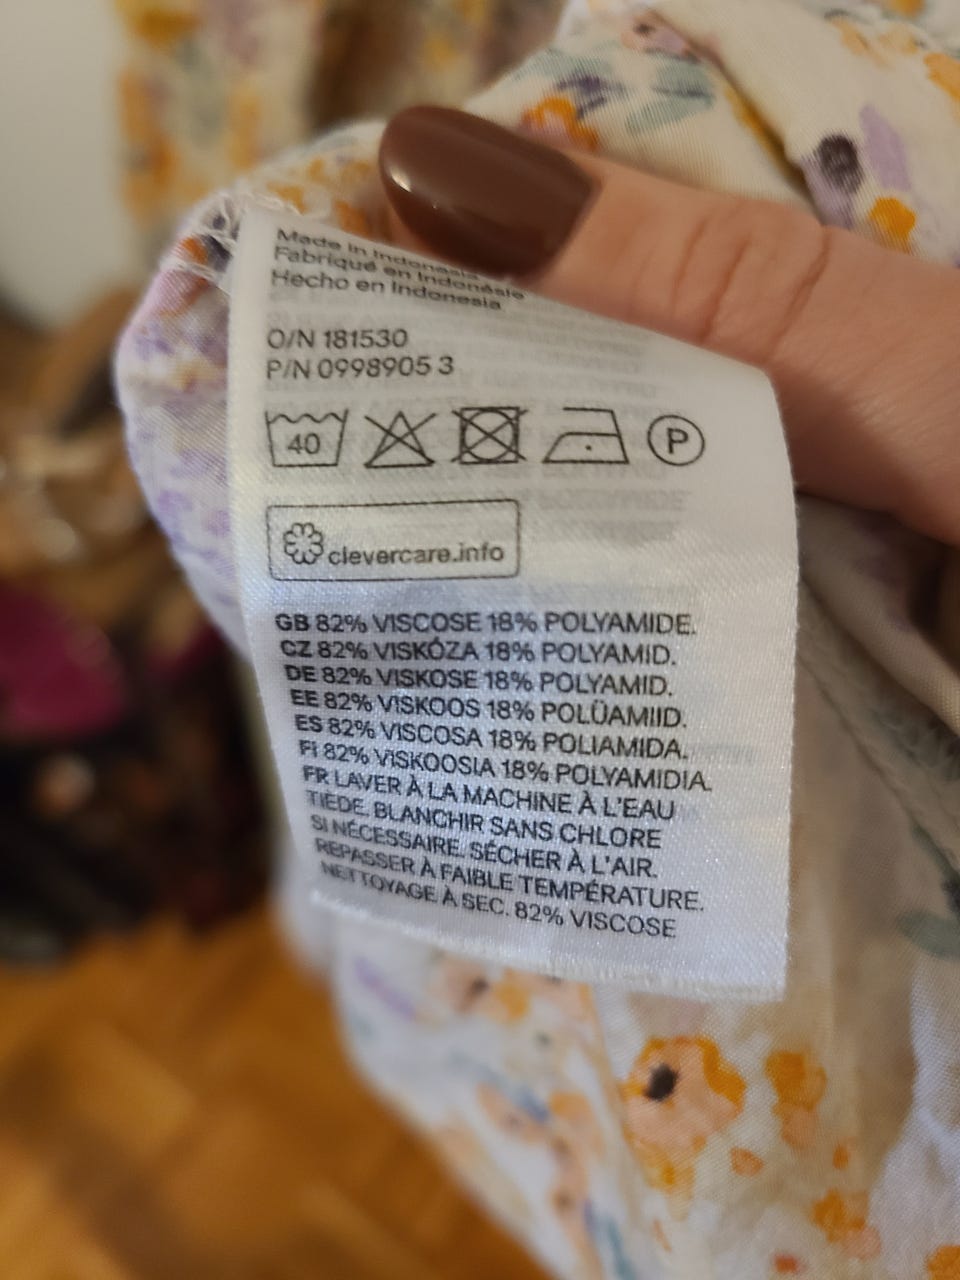 Made in Indonesia
Fabriqué en Indonésie
Hecho en Indonesia
O/N 181530
P/N 0998905 3
40
P
clevercare.info
GB 82% VISCOSE 18% POLYAMIDE.
CZ 82% VISKÓZA 18% POLYAMID.
DE 82% VISKOSE 18% POLYAMID.
EE 82% VISKOOS 18% POLÜAMIID.
ES 82% VISCOSA 18% POLIAMIDA.
FI 82% VISKOOSIA 18% POLYAMIDIA.
FR LAVER À LA MACHINE À L'EAU
TIÈDE. BLANCHIR SANS CHLORE
SI NÉCESSAIRE. SÉCHER À L'AIR.
REPASSER À FAIBLE TEMPÉRATURE.
NETTOYAGE À SEC. 82% VISCOSE